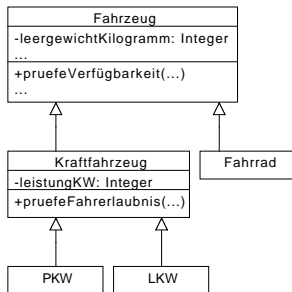 Fahrzeug
-leergewichtKilogramm: Integer
...
+pruefeVerfügbarkeit(...)
...
Kraftfahrzeug
-leistungKW: Integer
+pruefeFahrerlaubnis(...)
Fahrrad
PKW
LKW